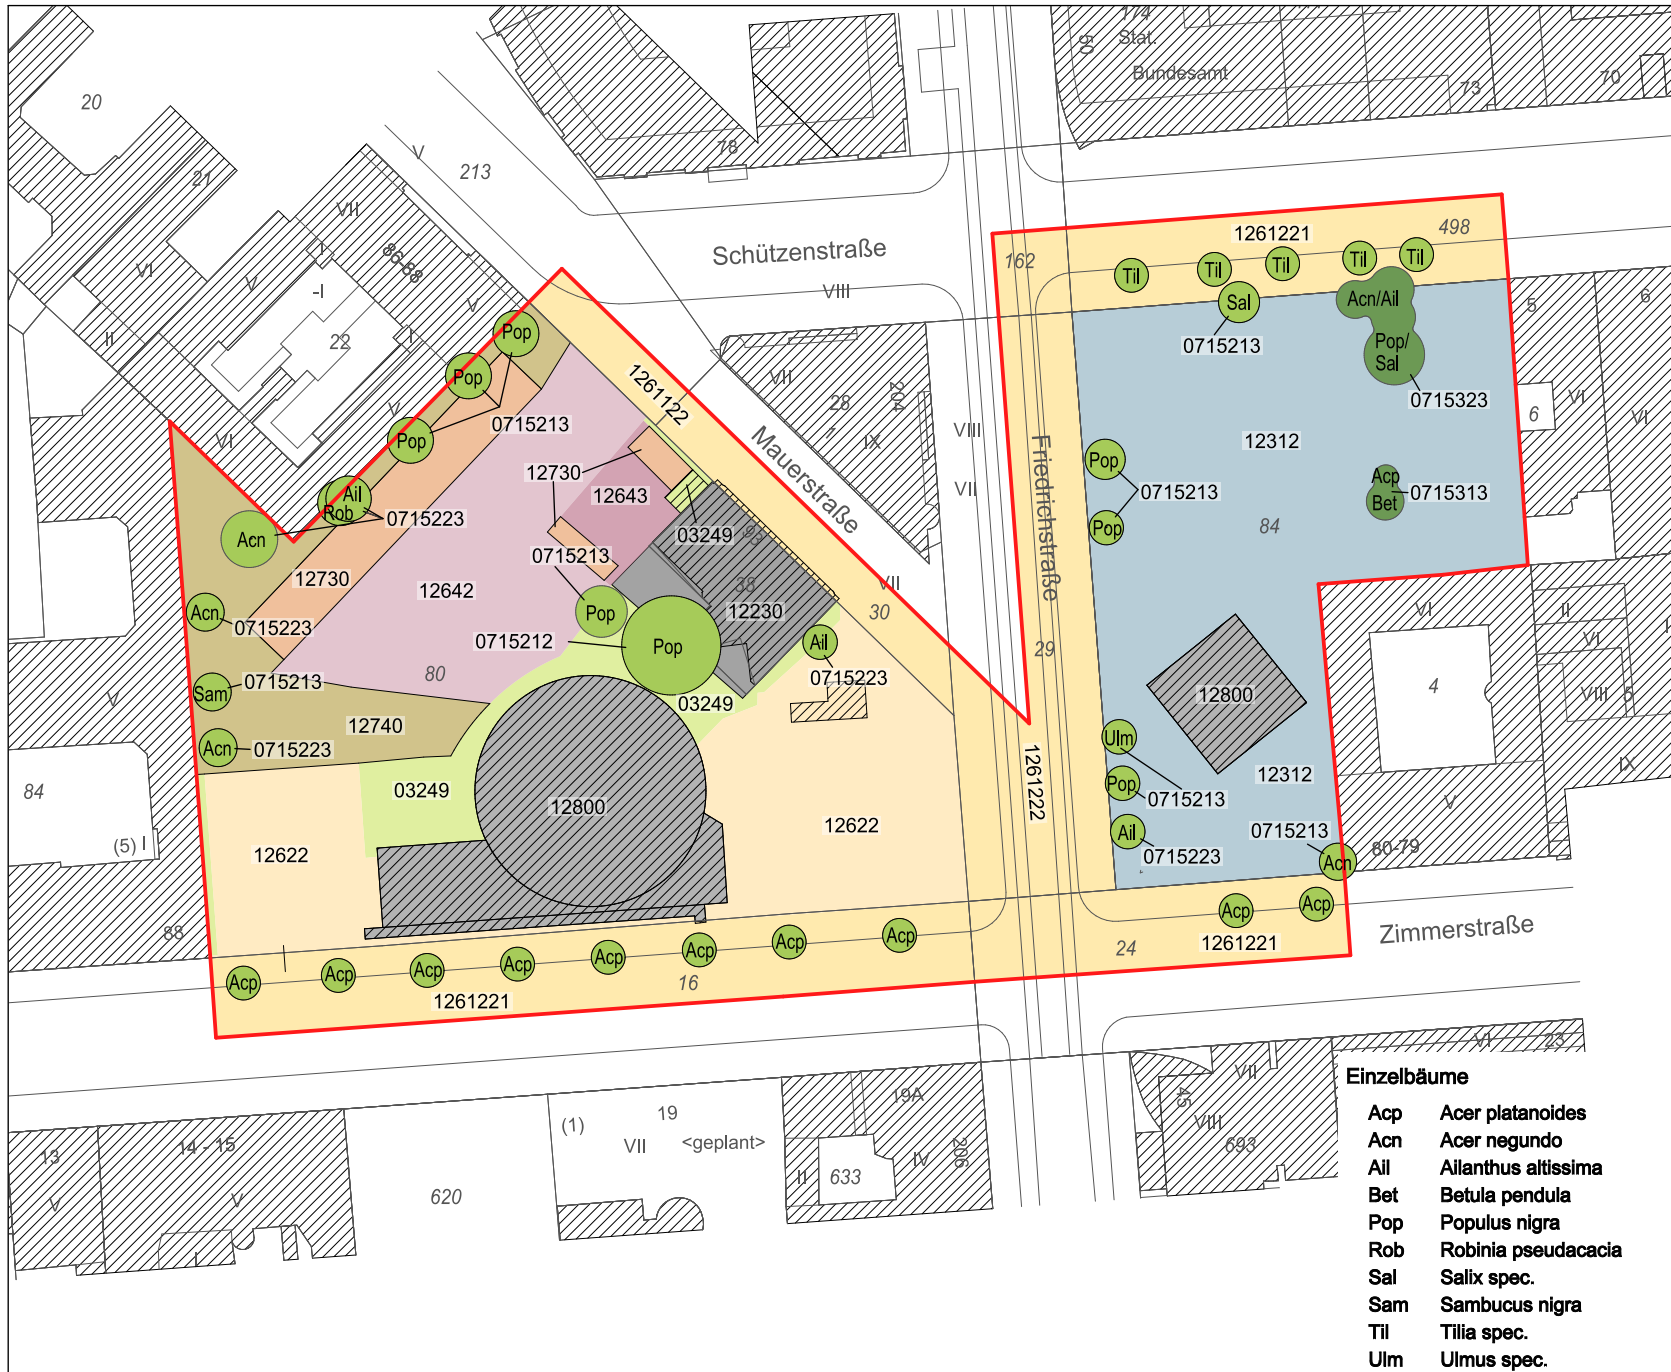 174
Stat.
50
Bundesamt
73
70
20
V
213
78
21
VII
86-88
VI
V
-I
V
Schützenstraße
1261221
498
162
VIII
Til
Til
Til
Til
Til
Acn/Ail
Sal
5
6
II
22
I
Pop
0715213
Pop/
Sal
0715323
VII
28
1
204
IX
1261122
Pop
V
0715213
6
VI
VI
VI
Pop
Mauerstraße
VIII
VII
Friedrichstraße
12312
Pop
0715213
Pop
Acp
Bet
0715313
84
12730
12643
Ail
Rob
0715223
Acn
03249
93
0715213
38
12730
12642
VII
30
12230
Acn
0715223
Pop
0715212
Pop
Ail
0715223
29
VI
II
VI
80
Sam
0715213
03249
12740
Acn
0715223
V
84
12800
4
VIII
5
IX
Ulm
1261222
12312
Pop
0715213
V
03249
12800
12622
12622
(5)
I
Ail
0715223
0715213
Acn
80-79
88
Acp
Acp
Acp
Acp
Acp
Acp
Acp
Acp
Acp
Acp
1261221
16
24
1261221
Zimmerstraße
VI
23
13
V
14 - 15
V
I
620
(1)
19
VII
<geplant>
19A
II
633
IV
206
45
VII
VIII
693
Einzelbäume
Acp Acer platanoides
Acn Acer negundo
Ail Ailanthus altissima
Bet Betula pendula
Pop Populus nigra
Rob Robinia pseudacacia
Sal Salix spec.
Sam Sambucus nigra
Til Tilia spec.
Ulm Ulmus spec.